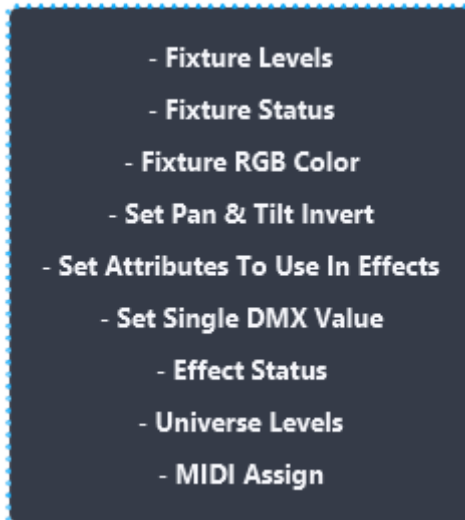 - Fixture Levels
- Fixture Status
- Fixture RGB Color
- Set Pan & Tilt Invert
- Set Attributes To Use In Effects
- Set Single DMX Value
- Effect Status
- Universe Levels
- MIDI Assign